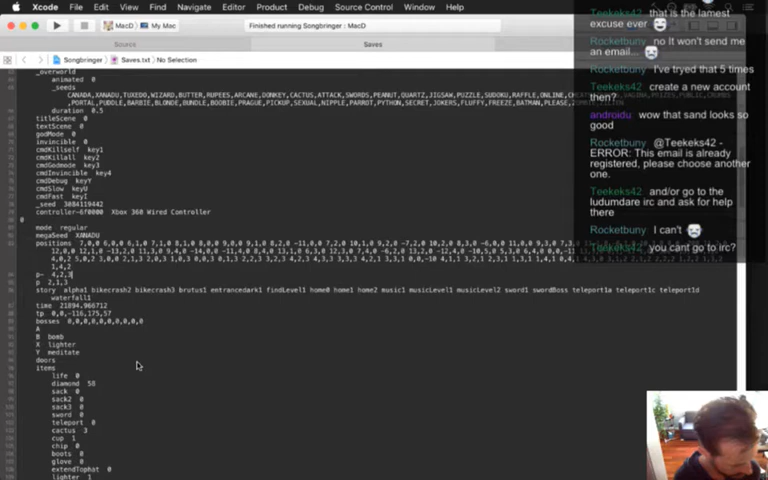 Xcode File Edit View Find Navigate Editor Product Debug Source Control Window Help
MacD My Mac
Finished running Songbringer : MacD
Source Saves
Songbringer Saves.txt No Selection
_overworld
animated 0
_seeds
CANADA,XANADU,TUXEDO,WIZARD,BUTTER,RUPEES,ARCANE,DONKEY,CACTUS,ATTACK,SWORDS,PEANUT,QUARTZ,JIGSAW,PUZZLE,SUDOKU,RAFFLE,ONLINE
,PORTAL,PUDDLE,BARBIE,BLONDE,BUNDLE,BOOBIE,PRAGUE,PICKUP,SEXUAL,NIPPLE,PARROT,PYTHON,SECRET,JOKERS,FLUFFY,FREEZE,BATMAN,PLEASE
duration 0.5
titleScene 0
textScene 0
godMode 0
invincible 0
cmdKillself key1
cmdKillall key2
cmdGodmode key3
cmdInvincible key4
cmdDebug keyY
cmdSlow keyU
cmdFast keyI
_seed 3084119442
controller-6f0000 Xbox 360 Wired Controller
0
mode regular
megaSeed XANADU
positions
1,4,2
p- 4,2,3
p 2,1,3
story alpha1 bikecrash2 bikecrash3 brutus1 entrancedark1 findLevel1 home0 home1 home2 music1 musicLevel1 musicLevel2 sword1 swordBoss teleport1a teleport1c teleport1d
waterfall1
time 21894.966712
tp 0,0,-116,175,57
bosses 0,0,0,0,0,0,0,0,0,0
A
B bomb
X lighter
Y meditate
doors
items
life 0
diamond 58
sack 0
sack2 0
sack3 0
sword 0
teleport 0
cactus 3
cup 1
chip 0
boots 0
glove 0
extendTophat 0
lighter 1
Teekeks42 that is the lamest
excuse ever
Rocketbuny no It won't send me
an email...
Rocketbuny I've tryed that 5 times
Teekeks42 create a new account
then?
androidu wow that sand looks so
good
Rocketbuny @Teekeks42 -
ERROR: This email is already
registered, please choose another
one.
Teekeks42 and/or go to the
ludumdare irc and ask for help
there
Rocketbuny I can't
Teekeks42 you cant go to irc?